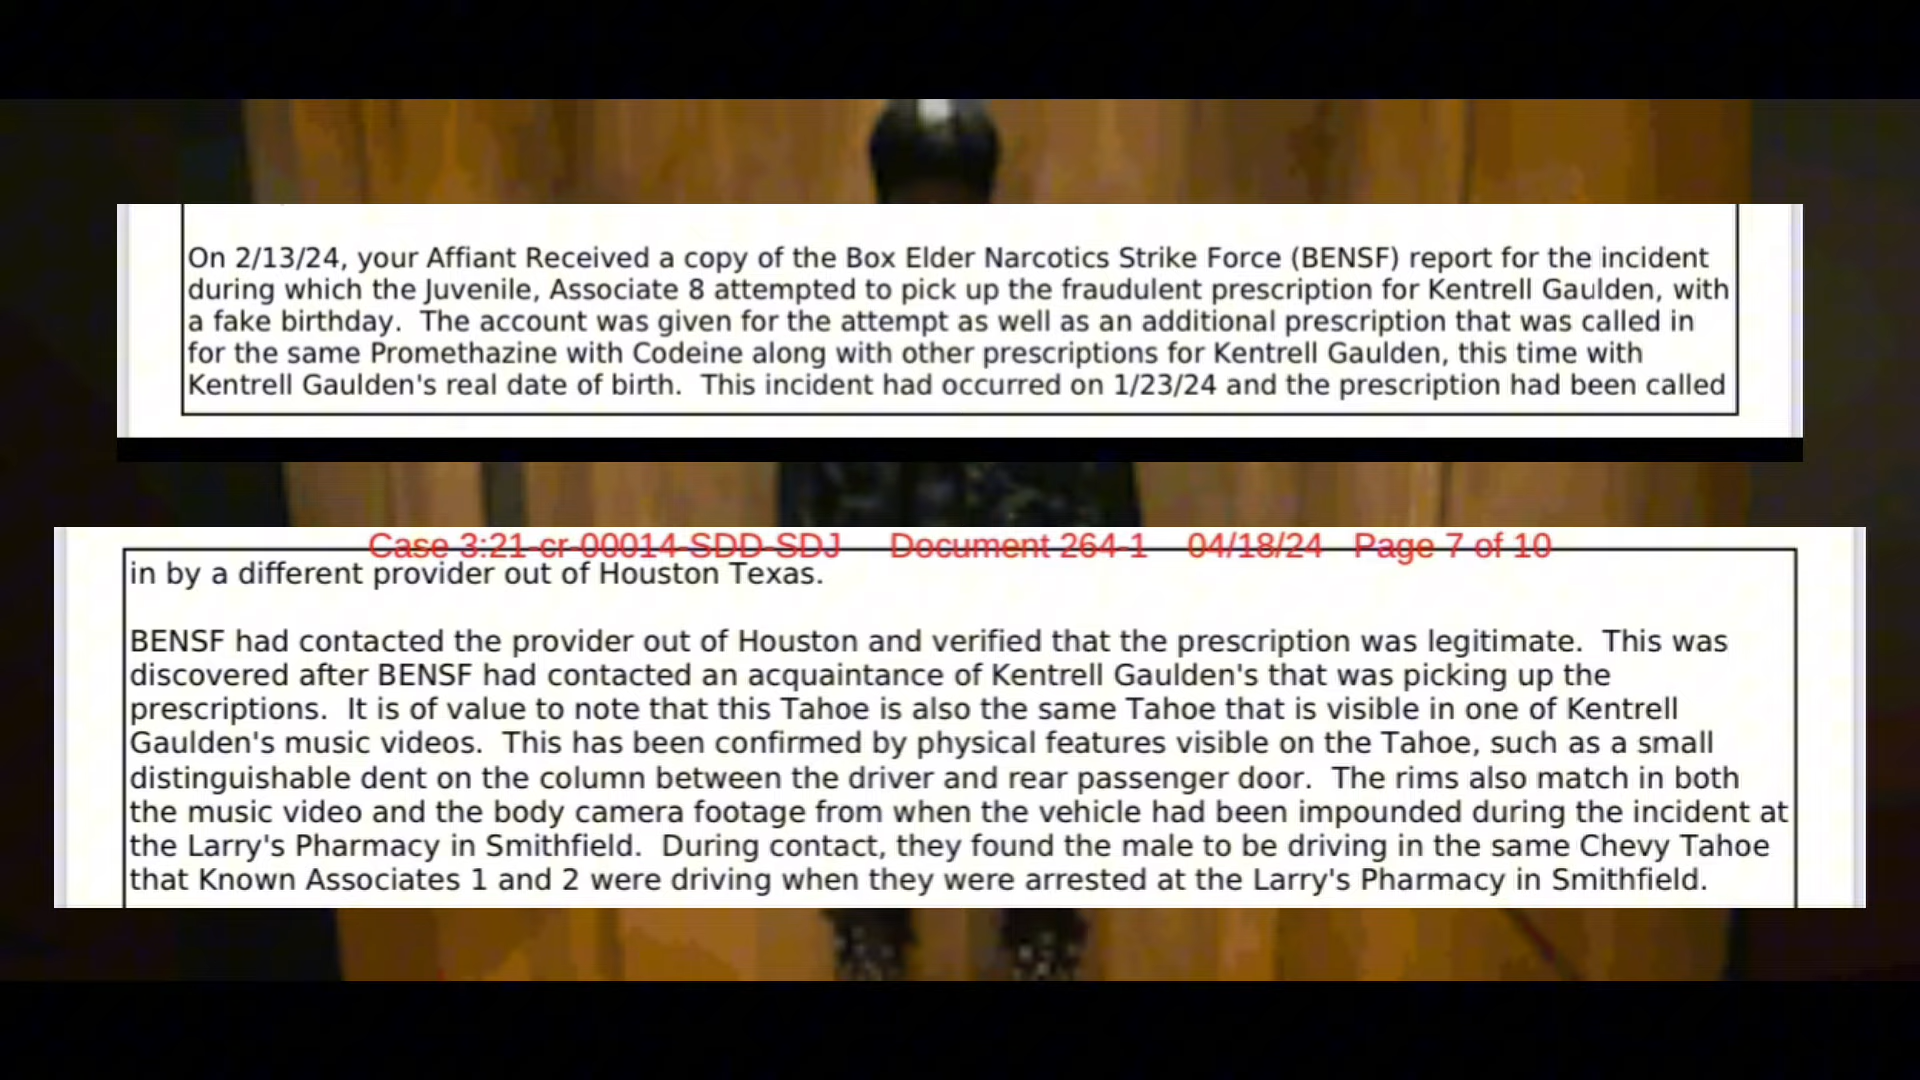 On 2/13/24, your Affiant Received a copy of the Box Elder Narcotics Strike Force (BENSF) report for the incident
during which the Juvenile, Associate 8 attempted to pick up the fraudulent prescription for Kentrell Gaulden, with
a fake birthday.  The account was given for the attempt as well as an additional prescription that was called in
for the same Promethazine with Codeine along with other prescriptions for Kentrell Gaulden, this time with
Kentrell Gaulden's real date of birth.  This incident had occurred on 1/23/24 and the prescription had been called
Case 3:21-cr-00014-SDD-SDJ Document 264-1 04/18/24 Page 7 of 10
in by a different provider out of Houston Texas.
BENSF had contacted the provider out of Houston and verified that the prescription was legitimate.  This was
discovered after BENSF had contacted an acquaintance of Kentrell Gaulden's that was picking up the
prescriptions.  It is of value to note that this Tahoe is also the same Tahoe that is visible in one of Kentrell
Gaulden's music videos.  This has been confirmed by physical features visible on the Tahoe, such as a small
distinguishable dent on the column between the driver and rear passenger door.  The rims also match in both
the music video and the body camera footage from when the vehicle had been impounded during the incident at
the Larry's Pharmacy in Smithfield.  During contact, they found the male to be driving in the same Chevy Tahoe
that Known Associates 1 and 2 were driving when they were arrested at the Larry's Pharmacy in Smithfield.